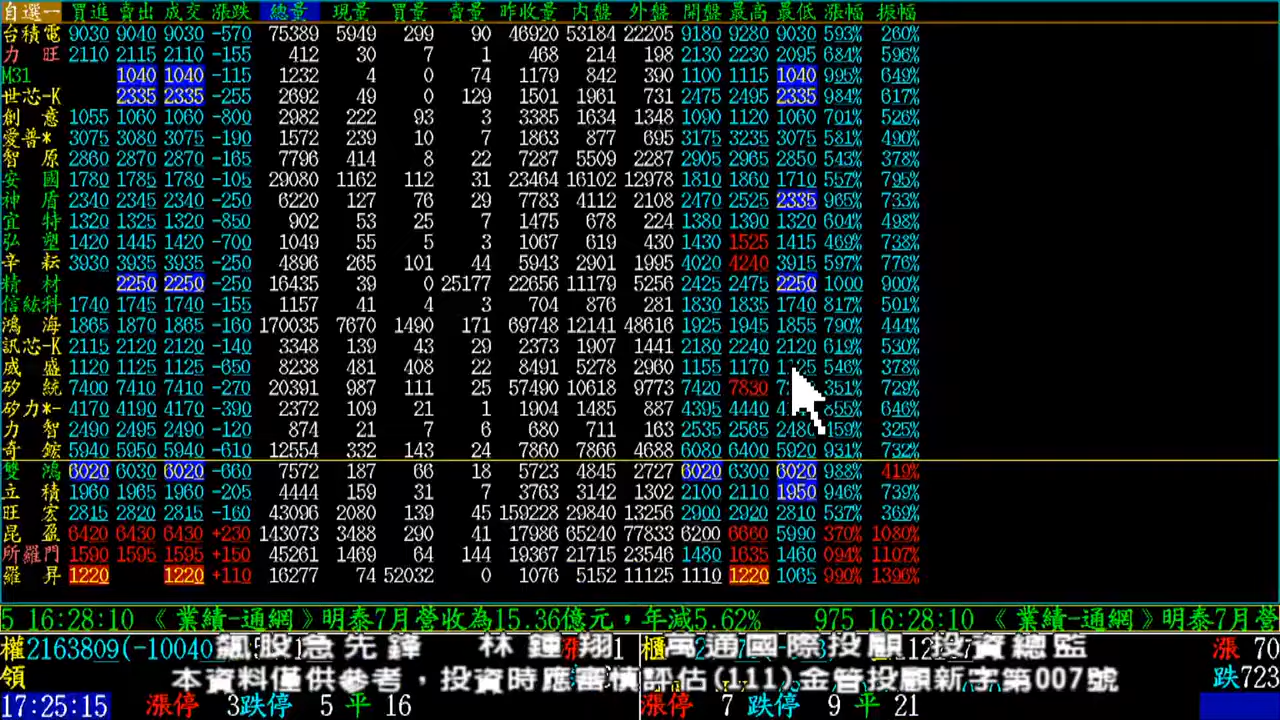 自選一 買進 賣出 成交 漲跌 總量 現量 買量 賣量 昨收量 內盤 外盤 開盤 最高 最低 漲幅 振幅
台積電 9030 9040 9030 -570 75389 5949 299 90 46920 53184 22205 9180 9280 9030 593% 260%
力旺 2110 2115 2110 -155 412 30 7 1 468 214 198 2130 2230 2095 684% 596%
M31 1040 1040 -115 1232 4 0 74 1179 842 390 1100 1115 1040 995% 649%
世芯-K 2335 2335 -255 2692 49 0 129 1501 1961 731 2475 2495 2335 984% 617%
創意 1055 1060 1060 -800 2982 222 93 3 3385 1634 1348 1090 1120 1060 701% 526%
愛普* 3075 3080 3075 -190 1572 239 10 7 1863 877 695 3175 3235 3075 581% 490%
智原 2860 2870 2870 -165 7796 414 8 22 7287 5509 2287 2905 2965 2850 543% 378%
安國 1780 1785 1780 -105 29080 1162 112 31 23464 16102 12978 1810 1860 1710 557% 795%
神盾 2340 2345 2340 -250 6220 127 76 29 7783 4112 2108 2470 2525 2335 965% 733%
宜特 1320 1325 1320 -850 902 53 25 7 1475 678 224 1380 1390 1320 604% 498%
弘塑 1420 1445 1420 -700 1049 55 5 3 1067 619 430 1430 1525 1415 469% 738%
辛耘 3930 3935 3935 -250 4896 265 101 44 5943 2901 1995 4020 4240 3915 597% 776%
精材 2250 2250 -250 16435 39 0 25177 22656 11179 5256 2425 2475 2250 1000 900%
信紘科 1740 1745 1740 -155 1157 41 4 3 704 876 281 1830 1835 1740 817% 501%
鴻海 1865 1870 1865 -160 170035 7670 1490 171 69748 12141 48616 1925 1945 1855 790% 444%
訊芯-K 2115 2120 2120 -140 3348 139 43 29 2373 1907 1441 2180 2240 2120 619% 530%
威盛 1120 1125 1125 -650 8238 481 408 22 8491 5278 2960 1155 1170 546% 378%
矽統 7400 7410 7410 -270 20391 987 111 25 57490 10618 9773 7420 7830 351% 729%
矽力*- 4170 4190 4170 -390 2372 109 21 1 1904 1485 887 4395 4440 855% 646%
力智 2490 2495 2490 -120 874 21 7 6 680 711 163 2535 2565 2480 459% 325%
奇鋐 5940 5950 5940 -610 12554 332 143 24 7860 7866 4688 6080 6400 5920 931% 732%
雙鴻 6020 6030 6020 -660 7572 187 66 18 5723 4845 2727 6020 6300 6020 988% 419%
立積 1960 1965 1960 -205 4444 159 31 7 3763 3142 1302 2100 2110 1950 946% 739%
旺宏 2815 2820 2815 -160 43096 2080 139 45 159228 29840 13256 2900 2920 2810 537% 369%
昆盈 6420 6430 6430 +230 143073 3488 290 41 17986 65240 77833 6200 6660 5990 370% 1080%
所羅門 1590 1595 1595 +150 45261 1469 64 144 19367 21715 23546 1480 1635 1460 094% 1107%
羅昇 1220 1220 +110 16277 74 52032 0 1076 5152 11125 1110 1220 1065 990% 1396%
5 16:28:10 《業績-通網》明泰7月營收為15.36億元，年減5.62% 975 16:28:10 《業績-通網》明泰7月營
權2163809(-10040 櫃 漲 70
飆股急先鋒 林鍾翔 萬通國際投顧 投資總監
領 跌723
本資料僅供參考，投資時應審慎評估(111)金管投顧新字第007號
17:25:15 漲停 3跌停 5 平 16 漲停 7 跌停 9 平 21